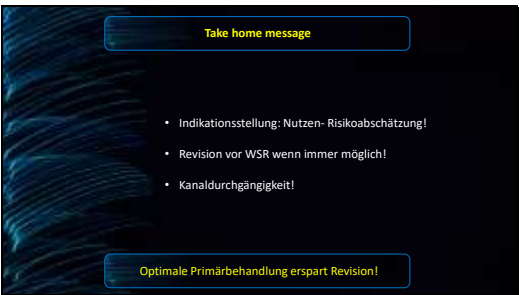 Take home message
• Indikationsstellung: Nutzen- Risikoabschätzung!
• Revision vor WSR wenn immer möglich!
• Kanaldurchgängigkeit!
Optimale Primärbehandlung erspart Revision!